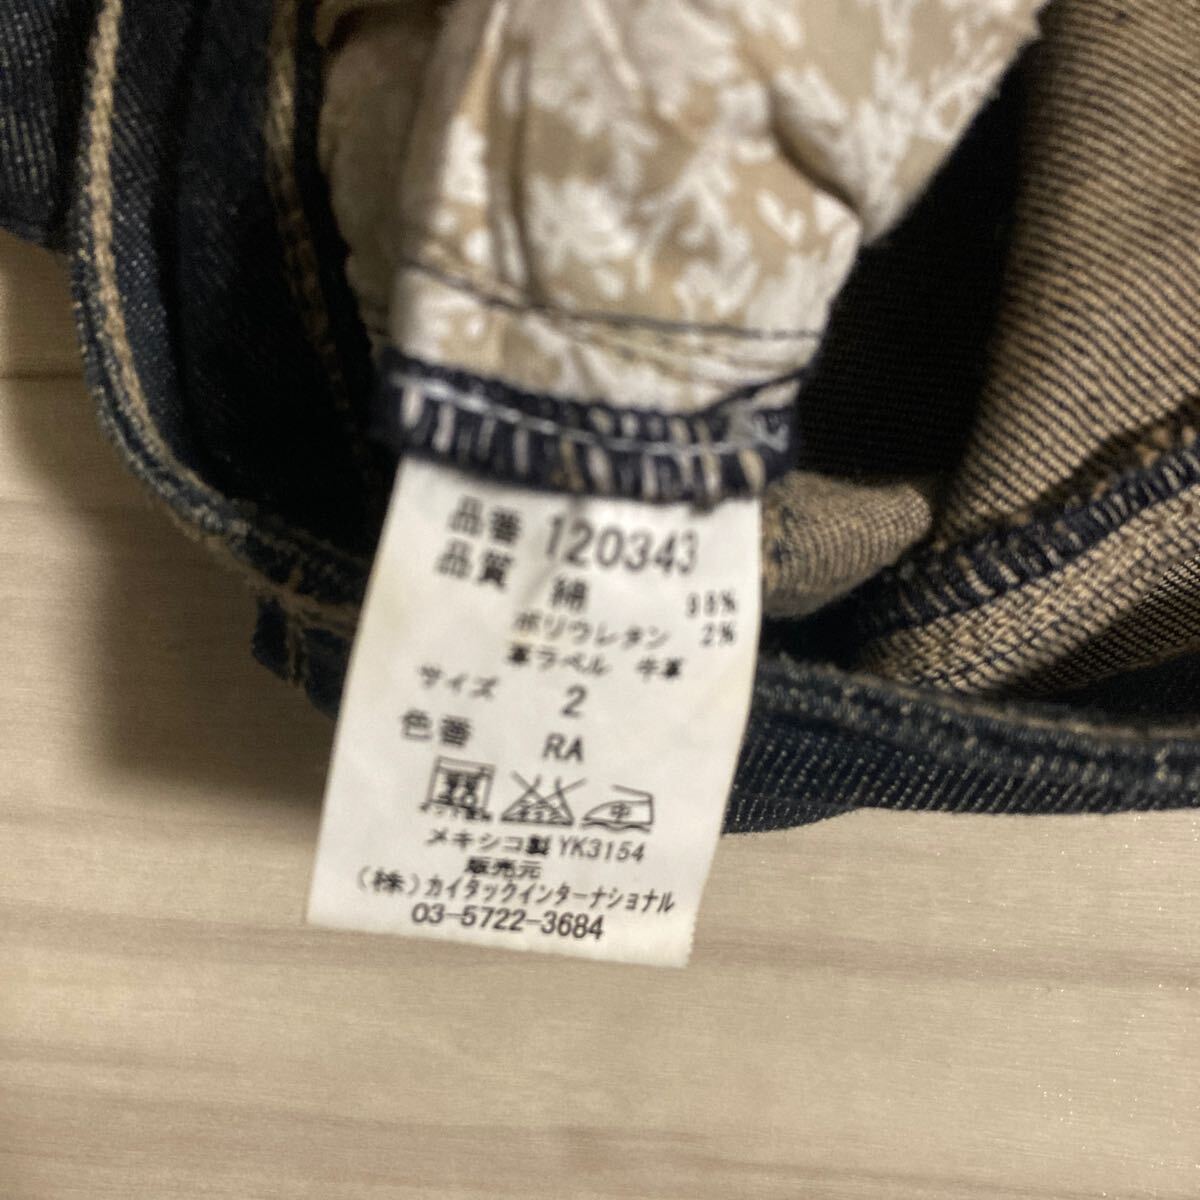 品番 120343
品質 綿 98%
ポリウレタン 2%
革ラベル 牛革
サイズ 2
色番 RA
中
メキシコ製 YK3154
販売元
(株)カイタックインターナショナル
03-5722-3684